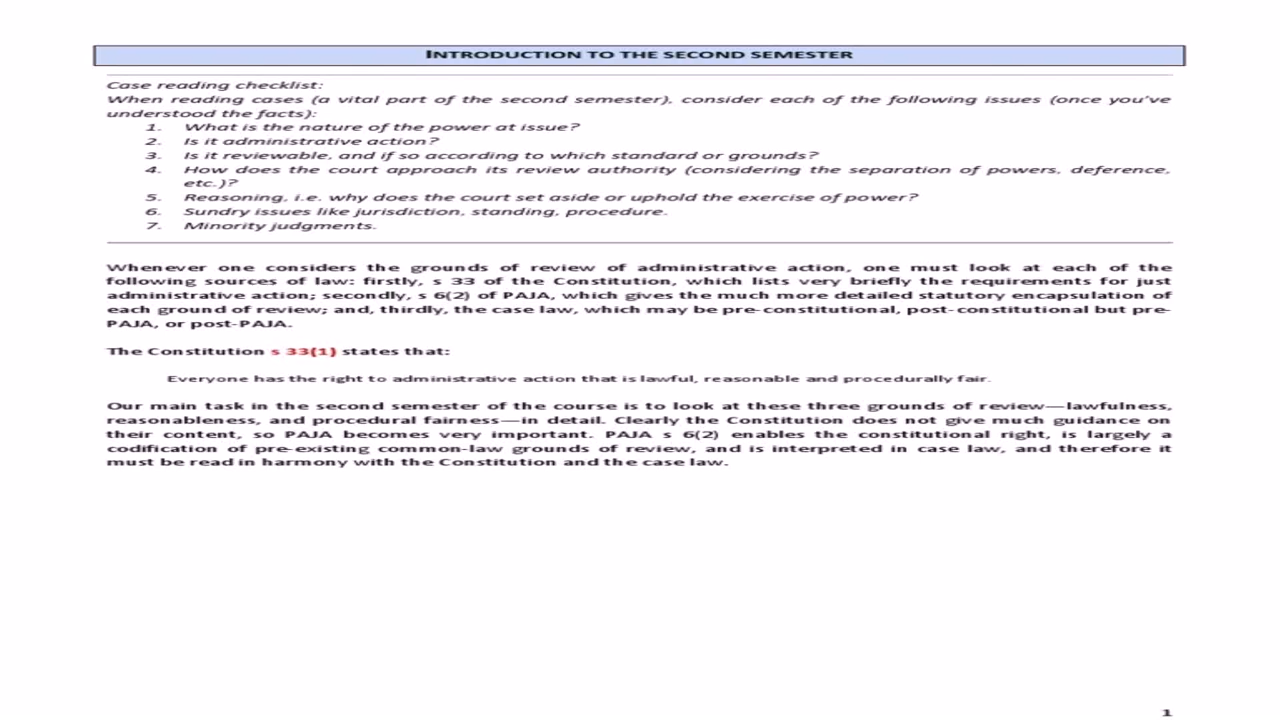 INTRODUCTION TO THE SECOND SEMESTER
Case reading checklist:
When reading cases (a vital part of the second semester), consider each of the following issues (once you've
understood the facts):
1. What is the nature of the power at issue?
2. Is it administrative action?
3. Is it reviewable, and if so according to which standard or grounds?
4. How does the court approach its review authority (considering the separation of powers, deference,
etc.)?
5. Reasoning, i.e. why does the court set aside or uphold the exercise of power?
6. Sundry issues like jurisdiction, standing, procedure.
7. Minority judgments.
Whenever one considers the grounds of review of administrative action, one must look at each of the
following sources of law: firstly, s 33 of the Constitution, which lists very briefly the requirements for just
administrative action; secondly, s 6(2) of PAJA, which gives the much more detailed statutory encapsulation of
each ground of review; and, thirdly, the case law, which may be pre-constitutional, post-constitutional but pre-
PAJA, or post-PAJA.
The Constitution s 33(1) states that:
Everyone has the right to administrative action that is lawful, reasonable and procedurally fair.
Our main task in the second semester of the course is to look at these three grounds of review—lawfulness,
reasonableness, and procedural fairness—in detail. Clearly the Constitution does not give much guidance on
their content, so PAJA becomes very important. PAJA s 6(2) enables the constitutional right, is largely a
codification of pre-existing common-law grounds of review, and is interpreted in case law, and therefore it
must be read in harmony with the Constitution and the case law.
1